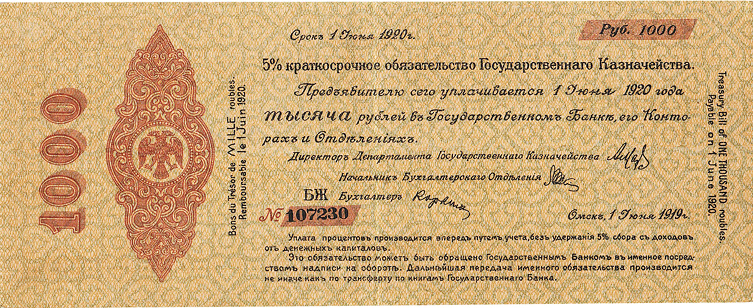 1000
Bons du Trésor de MILLE roubles.
Remboursable le 1 Juin 1920.
Срокъ 1 Іюня 1920г.
Руб. 1000
5% краткосрочное обязательство Государственнаго Казначейства.
Предъявителю сего уплачивается 1 Іюня 1920 года
тысяча рублей въ Государственномъ Банкѣ, его Конто-
рахъ и Отдѣленіяхъ.
Директоръ Департамента Государственнаго Казначейства
Начальникъ Бухгалтерскаго Отдѣленія
БЖ Бухгалтеръ
№ 107230
Омскъ, 1 Іюня 1919г.
Уплата процентовъ производится впередъ путемъ учета, безъ удержанія 5% сбора съ доходовъ
отъ денежныхъ капиталовъ.
Это обязательство можетъ быть обращено Государственнымъ Банкомъ въ именное посред-
ствомъ надписи на оборотѣ. Дальнѣйшая передача именного обязательства производится
не иначе какъ по трансферту по книгамъ Государственнаго Банка.
Treasury Bill of ONE THOUSAND roubles.
Payable on 1 June 1920.